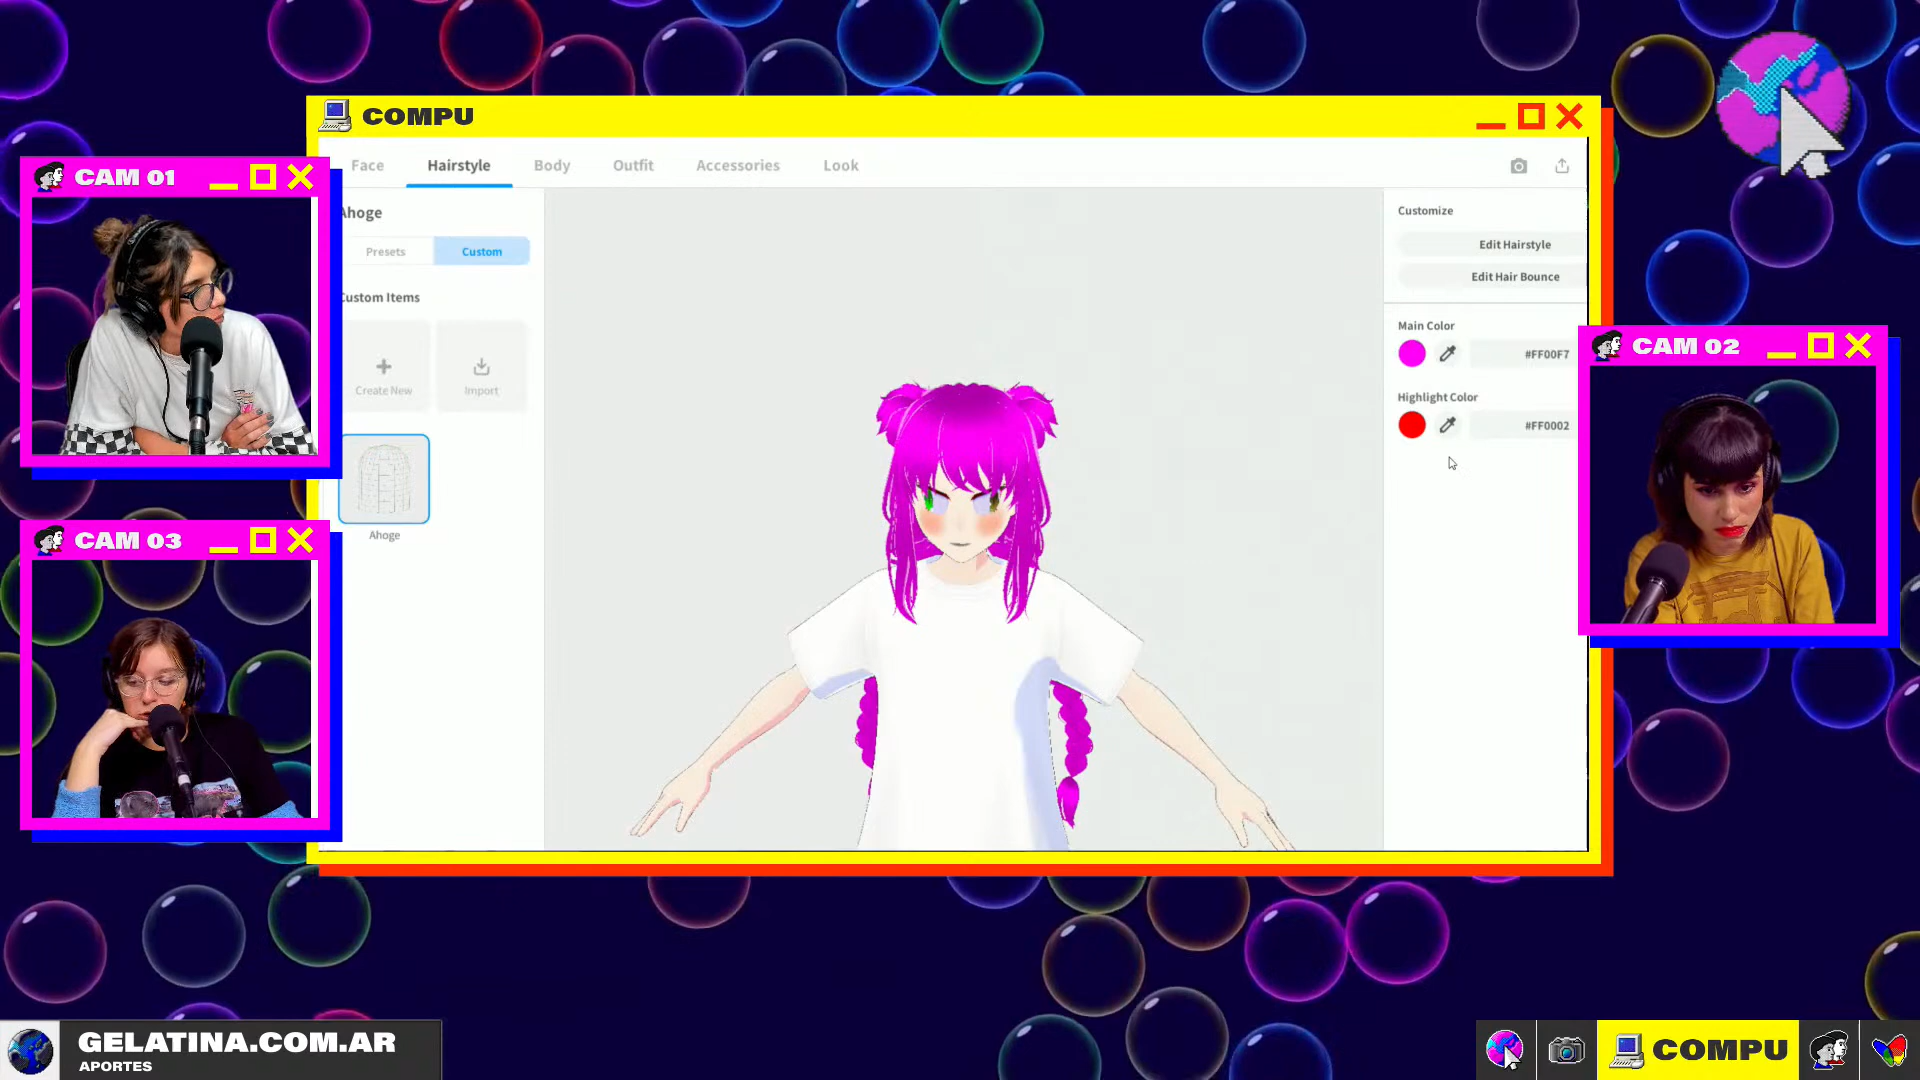 COMPU
CAM 01
Face
Hairstyle
Body
Outfit
Accessories
Look
Ahoge
Presets
Custom
Custom Items
Create New
Import
Ahoge
Customize
Edit Hairstyle
Edit Hair Bounce
Main Color
#FF00F7
Highlight Color
#FF0002
CAM 02
CAM 03
GELATINA.COM.AR
APORTES
COMPU